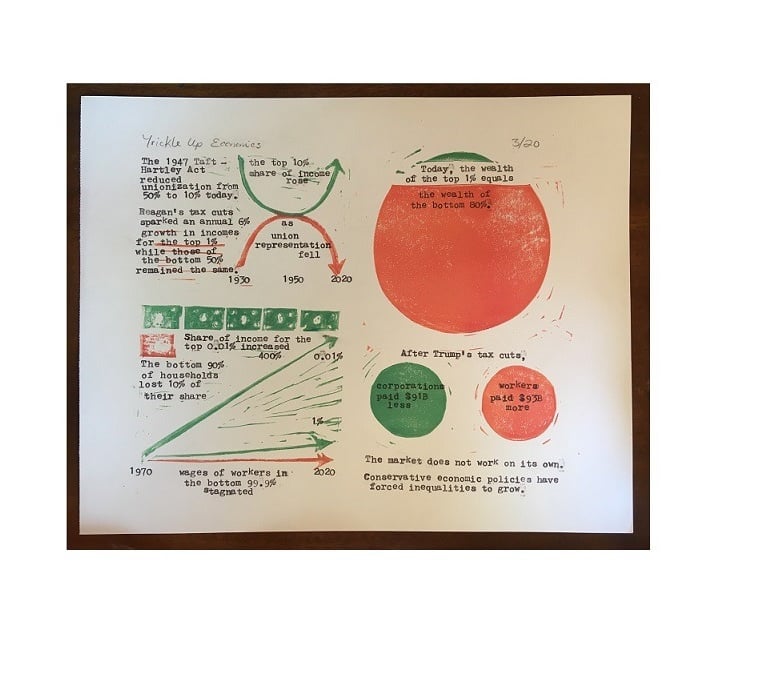 Trickle Up Economics
3/20
The 1947 Taft -
Hartley Act
reduced
unionization from
50% to 10% today.
Reagan's tax cuts
sparked an annual 6%
growth in incomes
for the top 1%
while those of
the bottom 50%
remained the same.
the top 10%
share of income
rose
as
union
representation
fell
1930 1950 2020
Today, the wealth
of the top 1% equals
the wealth of
the bottom 80%.
Share of income for the
top 0.01% increased
400%
0.01%
The bottom 90%
of households
lost 10% of
their share
1%
1970 2020
wages of workers in
the bottom 99.9%
stagnated
After Trump's tax cuts,
corporations
paid $91B
less
workers
paid $93B
more
The market does not work on its own.
Conservative economic policies have
forced inequalities to grow.